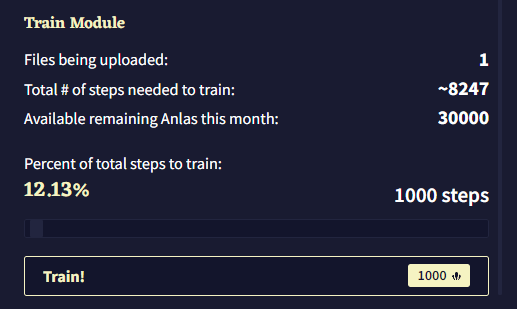 Train Module
Files being uploaded: 1
Total # of steps needed to train: ~8247
Available remaining Anlas this month: 30000
Percent of total steps to train:
12.13% 1000 steps
Train! 1000